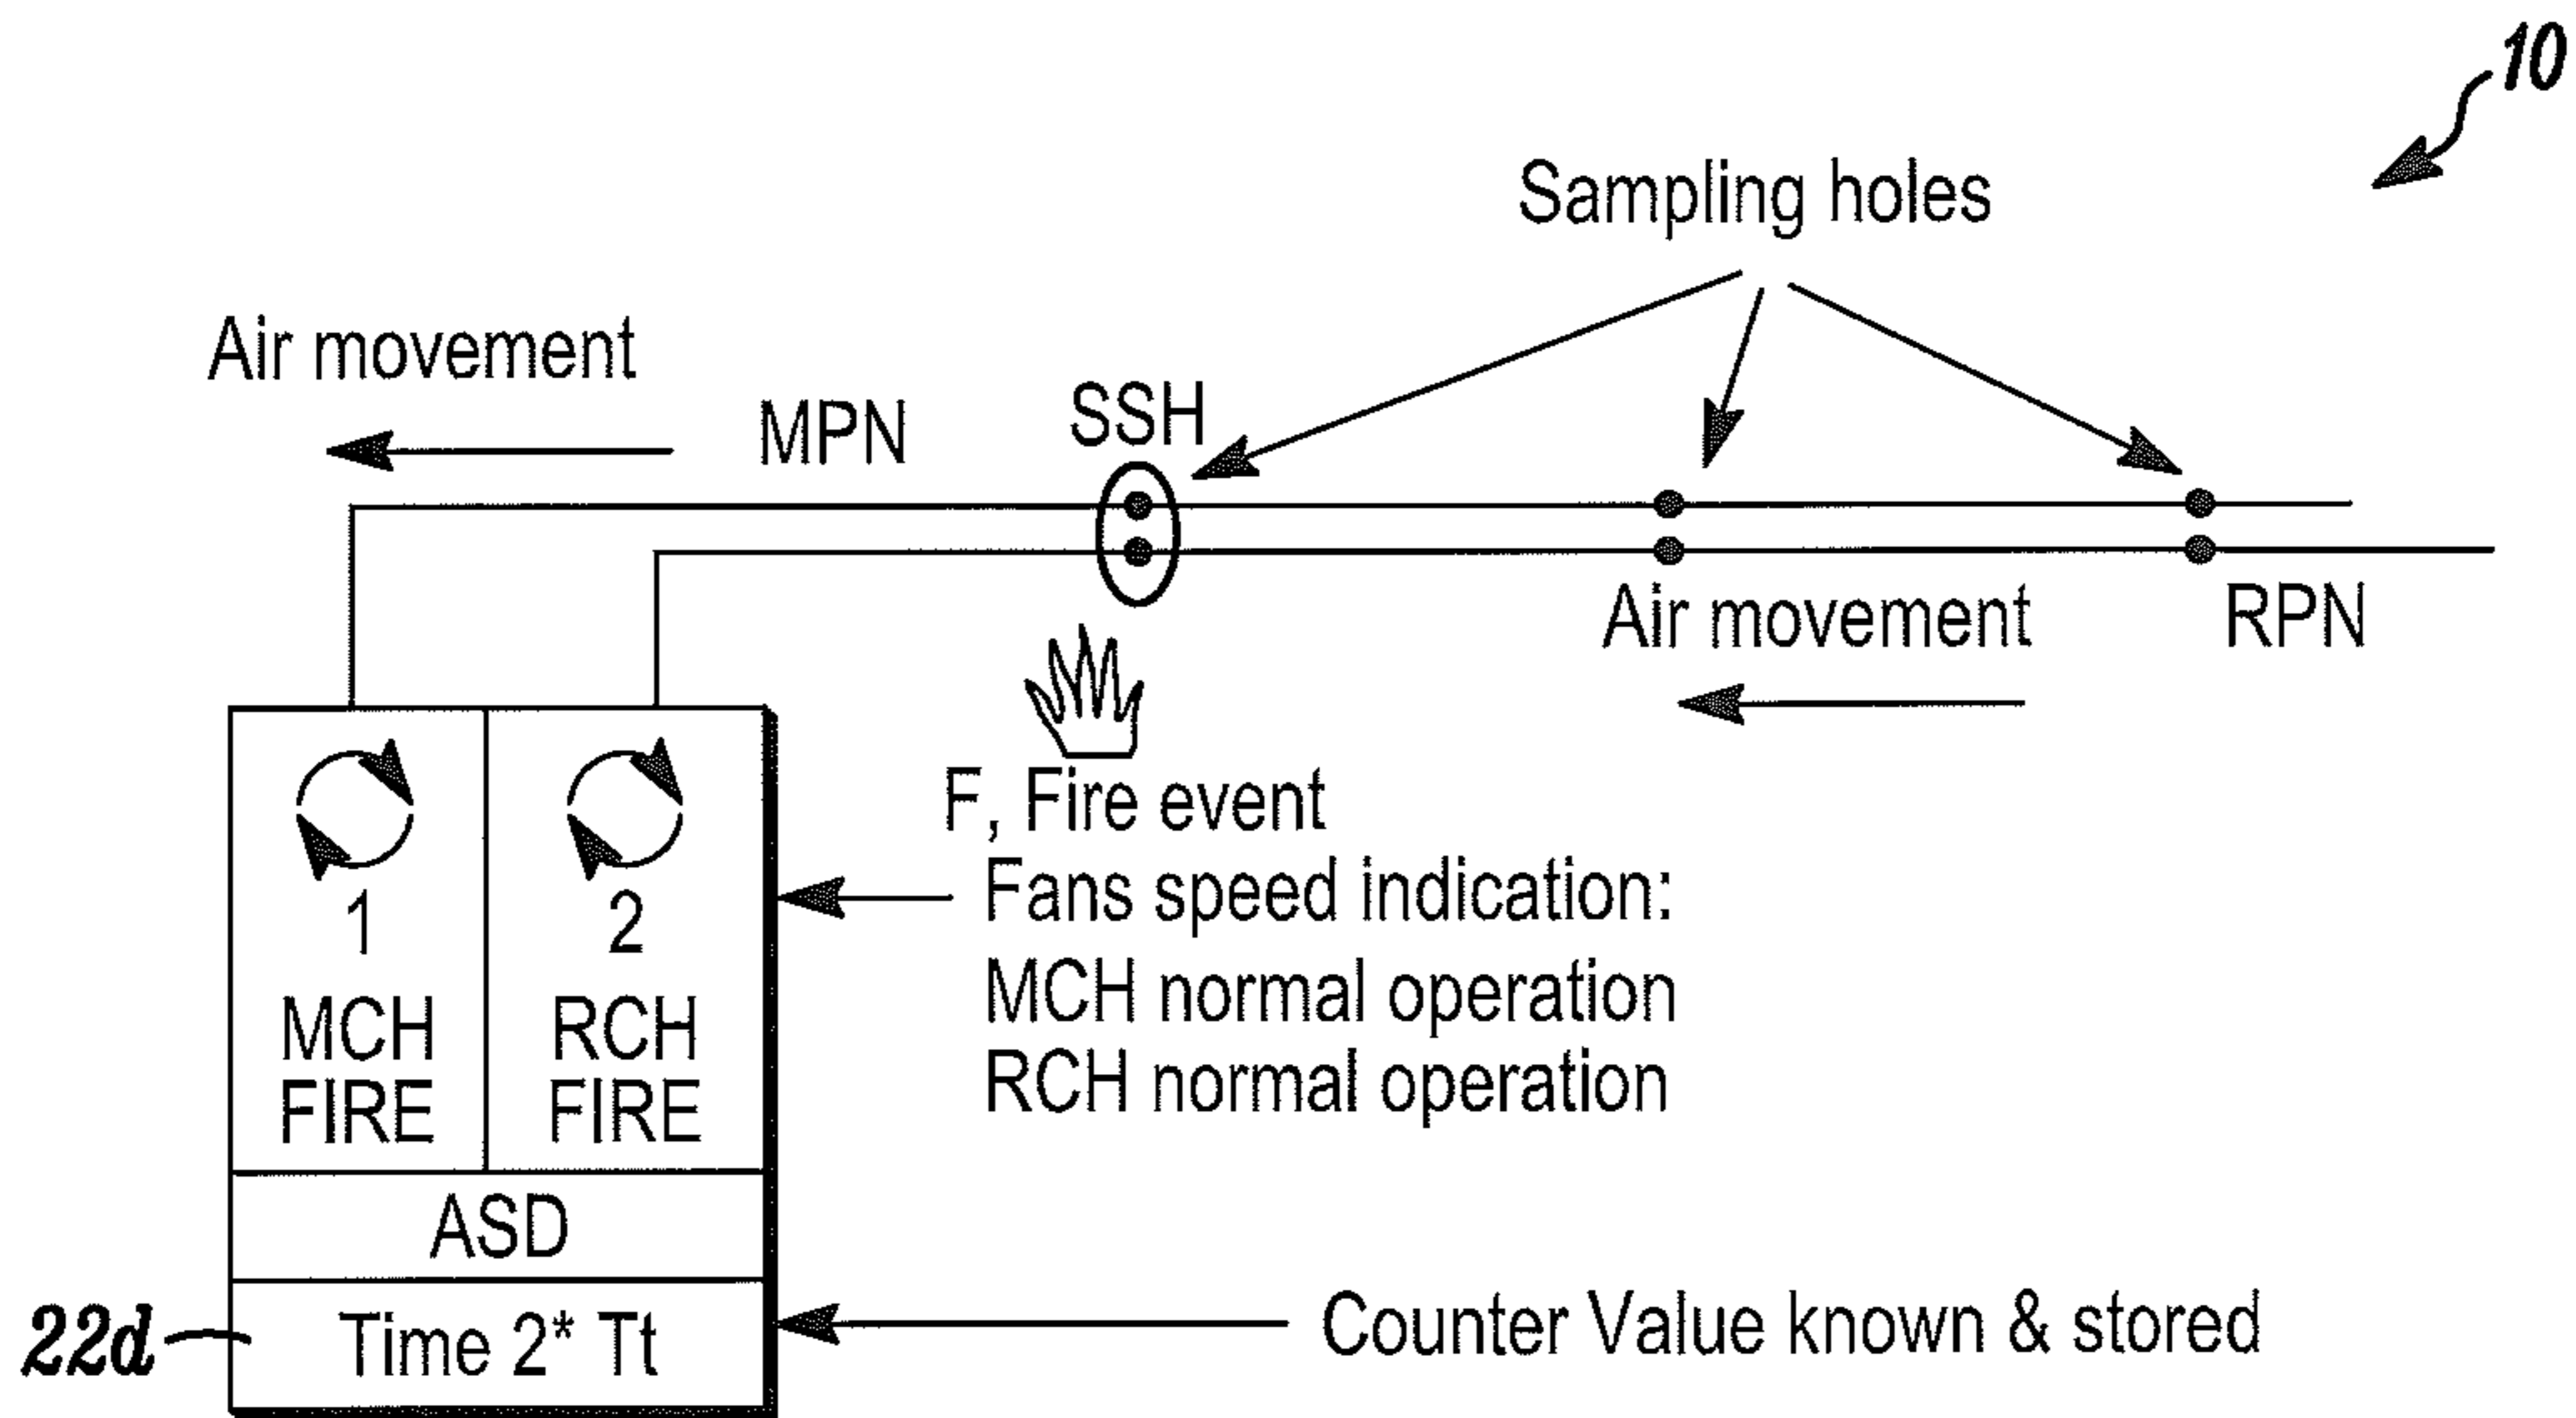 10
Sampling holes
Air movement
MPN
SSH
Air movement
RPN
F, Fire event
Fans speed indication:
MCH normal operation
RCH normal operation
1
2
MCH
FIRE
RCH
FIRE
ASD
22d
Time 2* Tt
Counter Value known & stored